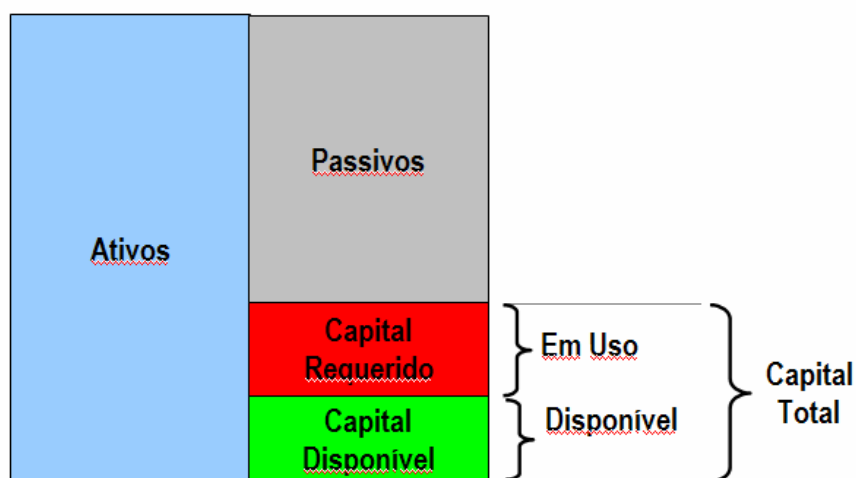 Passivos
Ativos
Capital
Requerido
Em Uso
Capital
Total
Capital
Disponível
Disponível